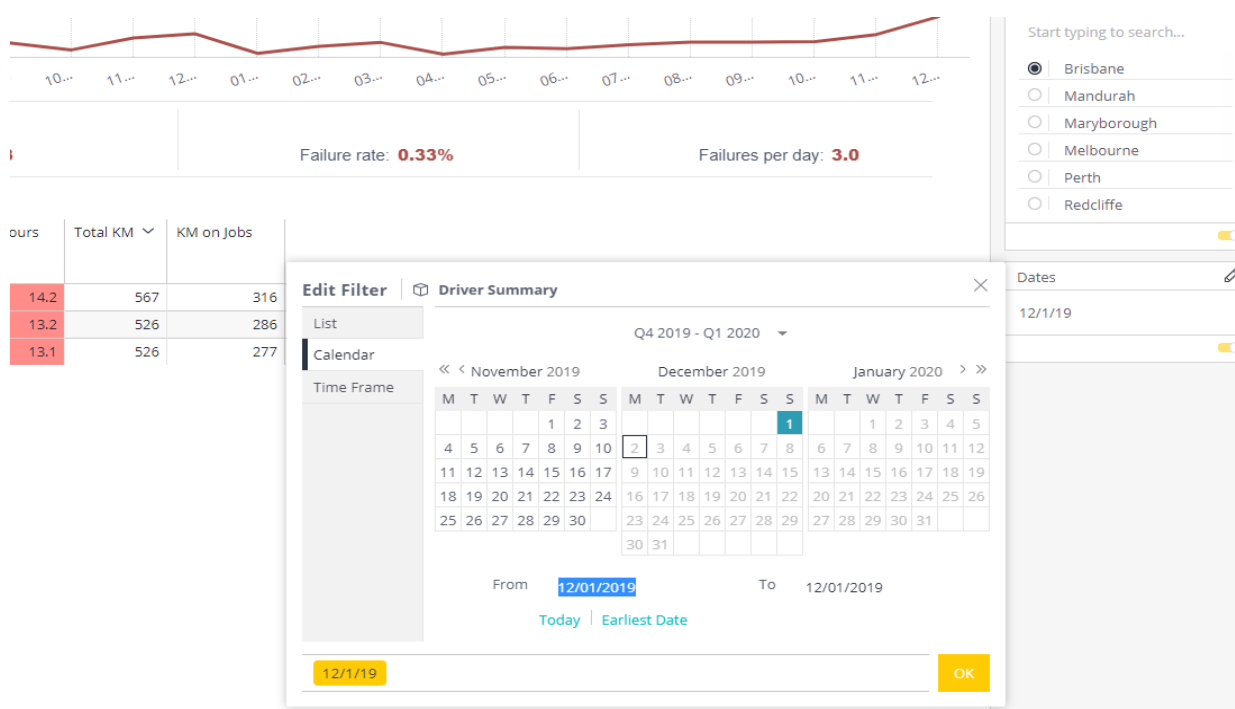 Start typing to search...
10... 11... 12... 01... 02... 03... 04... 05... 06... 07... 08... 09... 10... 11... 12...
Brisbane
Mandurah
Maryborough
Melbourne
Perth
Redcliffe
Failure rate: 0.33% Failures per day: 3.0
ours Total KM KM on Jobs
14.2 567 316
13.2 526 286
13.1 526 277
Dates
12/1/19
Edit Filter Driver Summary
List
Calendar
Time Frame
Q4 2019 - Q1 2020
« < November 2019 December 2019 January 2020 > »
M T W T F S S M T W T F S S M T W T F S S
1 2 3 1 1 2 3 4 5
4 5 6 7 8 9 10 2 3 4 5 6 7 8 6 7 8 9 10 11 12
11 12 13 14 15 16 17 9 10 11 12 13 14 15 13 14 15 16 17 18 19
18 19 20 21 22 23 24 16 17 18 19 20 21 22 20 21 22 23 24 25 26
25 26 27 28 29 30 23 24 25 26 27 28 29 27 28 29 30 31
30 31
From 12/01/2019 To 12/01/2019
Today Earliest Date
12/1/19 OK